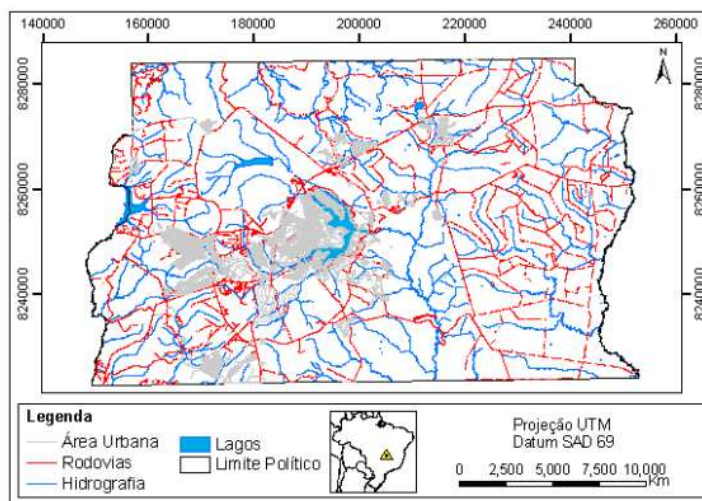 140000 160000 180000 200000 220000 240000 260000
N
8280000 8280000
8260000 8260000
8240000 8240000
Legenda
Área Urbana
Rodovias
Hidrografia
Lagos
Limite Político
Projeção UTM
Datum SAD 69
0 2,500 5,000 7,500 10,000
Km